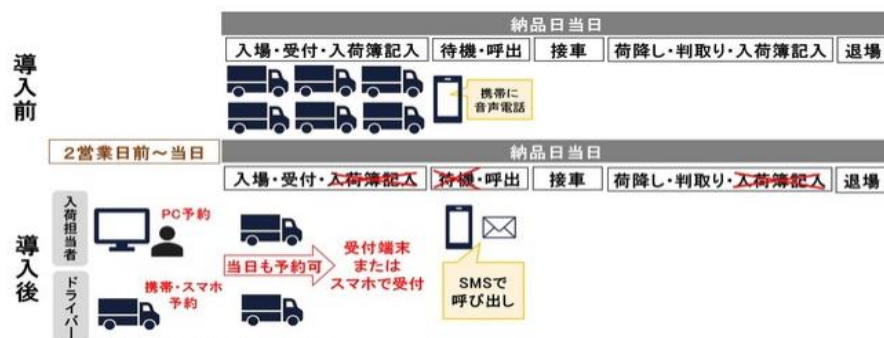 納品日当日
入場・受付・入荷簿記入
待機・呼出
接車
荷降し・判取り・入荷簿記入
退場
導入前
携帯に
音声電話
2営業日前～当日
納品日当日
入場・受付・入荷簿記入
待機・呼出
接車
荷降し・判取り・入荷簿記入
退場
導入後
入荷担当者
PC予約
当日も予約可
受付端末
または
スマホで受付
SMSで
呼び出し
ドライバー
携帯・スマホ
予約